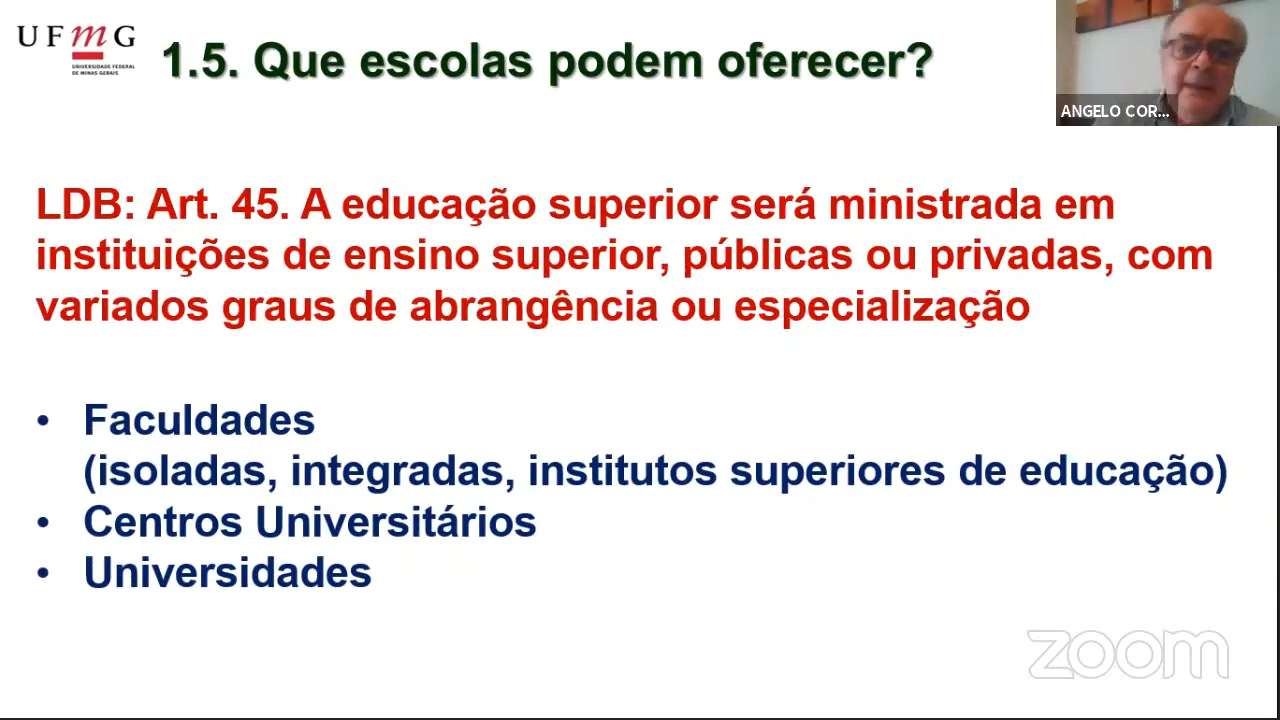 UFMG
UNIVERSIDADE FEDERAL
DE MINAS GERAIS
1.5. Que escolas podem oferecer?
ANGELO COR...
LDB: Art. 45. A educação superior será ministrada em
instituições de ensino superior, públicas ou privadas, com
variados graus de abrangência ou especialização
• Faculdades
(isoladas, integradas, institutos superiores de educação)
• Centros Universitários
• Universidades
zoom